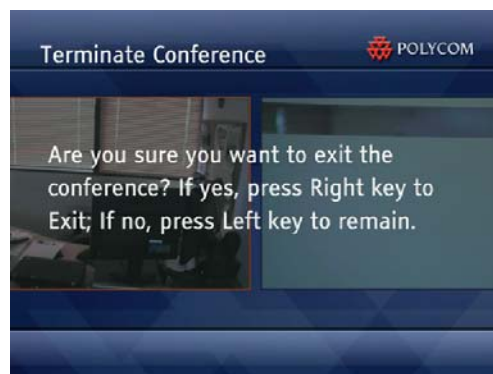 Terminate Conference
POLYCOM
Are you sure you want to exit the
conference? If yes, press Right key to
Exit; If no, press Left key to remain.